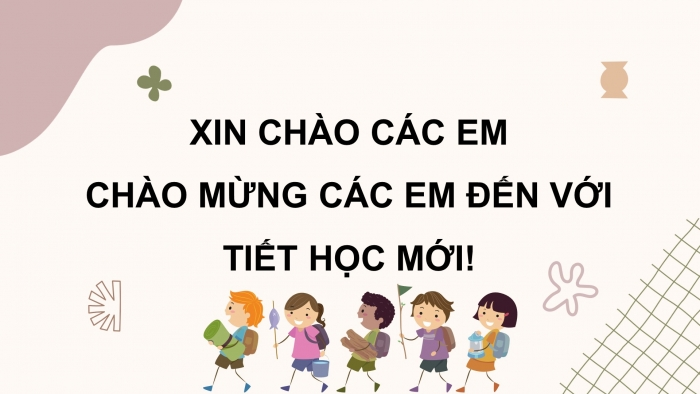 XIN CHÀO CÁC EM
CHÀO MỪNG CÁC EM ĐẾN VỚI
TIẾT HỌC MỚI!